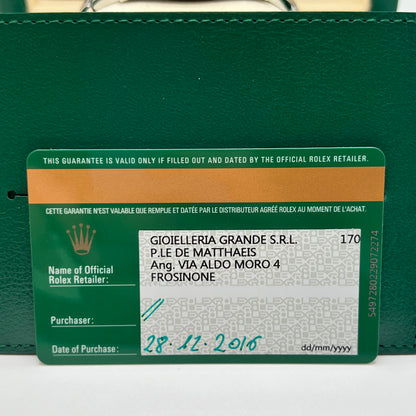 THIS GUARANTEE IS VALID ONLY IF FILLED OUT AND DATED BY THE OFFICIAL ROLEX RETAILER.
CETTE GARANTIE N'EST VALABLE QUE REMPLIE ET DATÉE PAR LE DISTRIBUTEUR AGRÉÉ ROLEX AU MOMENT DE L'ACHAT.
Name of Official
Rolex Retailer:
GIOIELLERIA GRANDE S.R.L. 170
P.LE DE MATTHAEIS
Ang. VIA ALDO MORO 4
FROSINONE
Purchaser: //
Date of Purchase: 28.12.2016
dd/mm/yyyy
5497280229072274